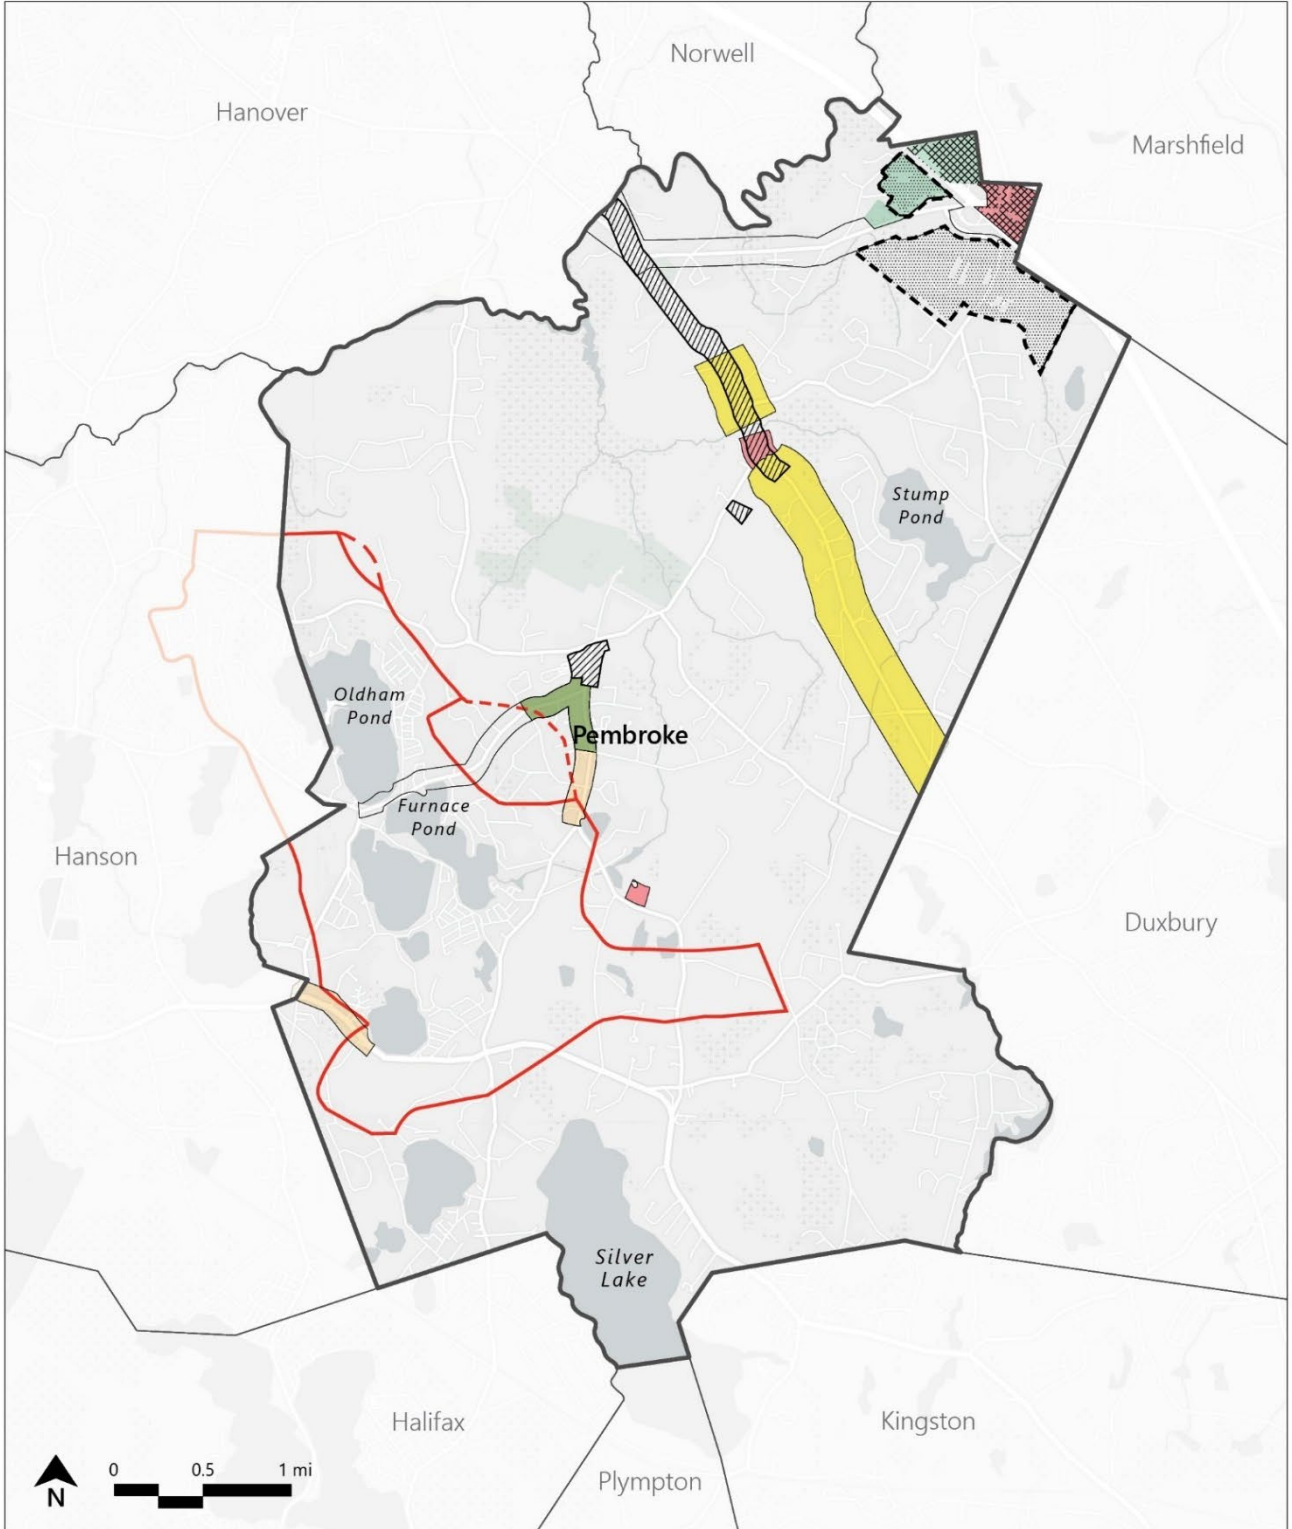 Norwell
Hanover
Marshfield
Stump
Pond
Oldham
Pond
Pembroke
Furnace
Pond
Hanson
Duxbury
Silver
Lake
Halifax
Kingston
Plympton
0 0.5 1 mi
N